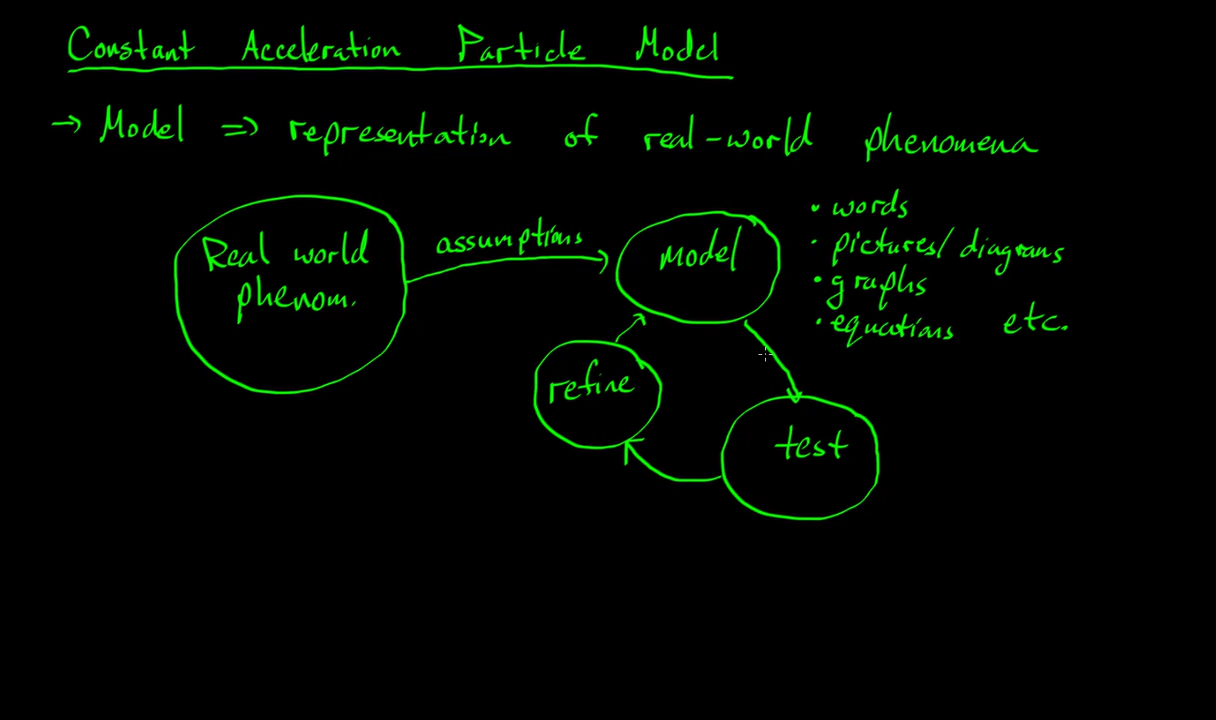 Constant Acceleration Particle Model
→ Model => representation of real-world phenomena
Real world
phenom.
assumptions
Model
• words
• pictures/diagrams
• graphs
• equations etc.
refine
test